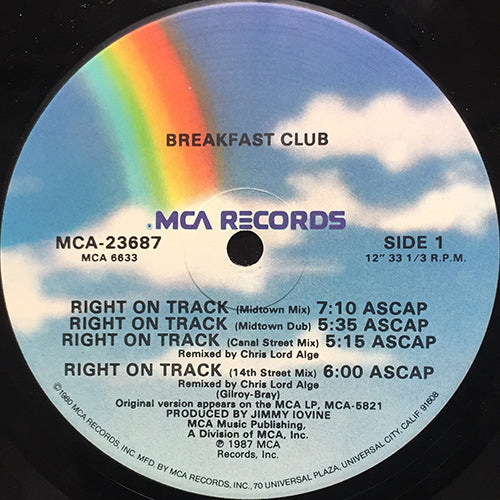 BREAKFAST CLUB
MCA RECORDS
MCA-23687
MCA 6633
SIDE 1
12" 33 1/3 R.P.M.
RIGHT ON TRACK (Midtown Mix) 7:10 ASCAP
RIGHT ON TRACK (Midtown Dub) 5:35 ASCAP
RIGHT ON TRACK (Canal Street Mix) 5:15 ASCAP
Remixed by Chris Lord Alge
RIGHT ON TRACK (14th Street Mix) 6:00 ASCAP
Remixed by Chris Lord Alge
(Gilroy-Bray)
Original version appears on the MCA LP, MCA-5821
PRODUCED BY JIMMY IOVINE
MCA Music Publishing,
A Division of MCA, Inc.
℗ 1987 MCA
Records, Inc.
©1980 MCA RECORDS, INC. MFD. BY MCA RECORDS, INC., 70 UNIVERSAL PLAZA, UNIVERSAL CITY, CALIF. 91608